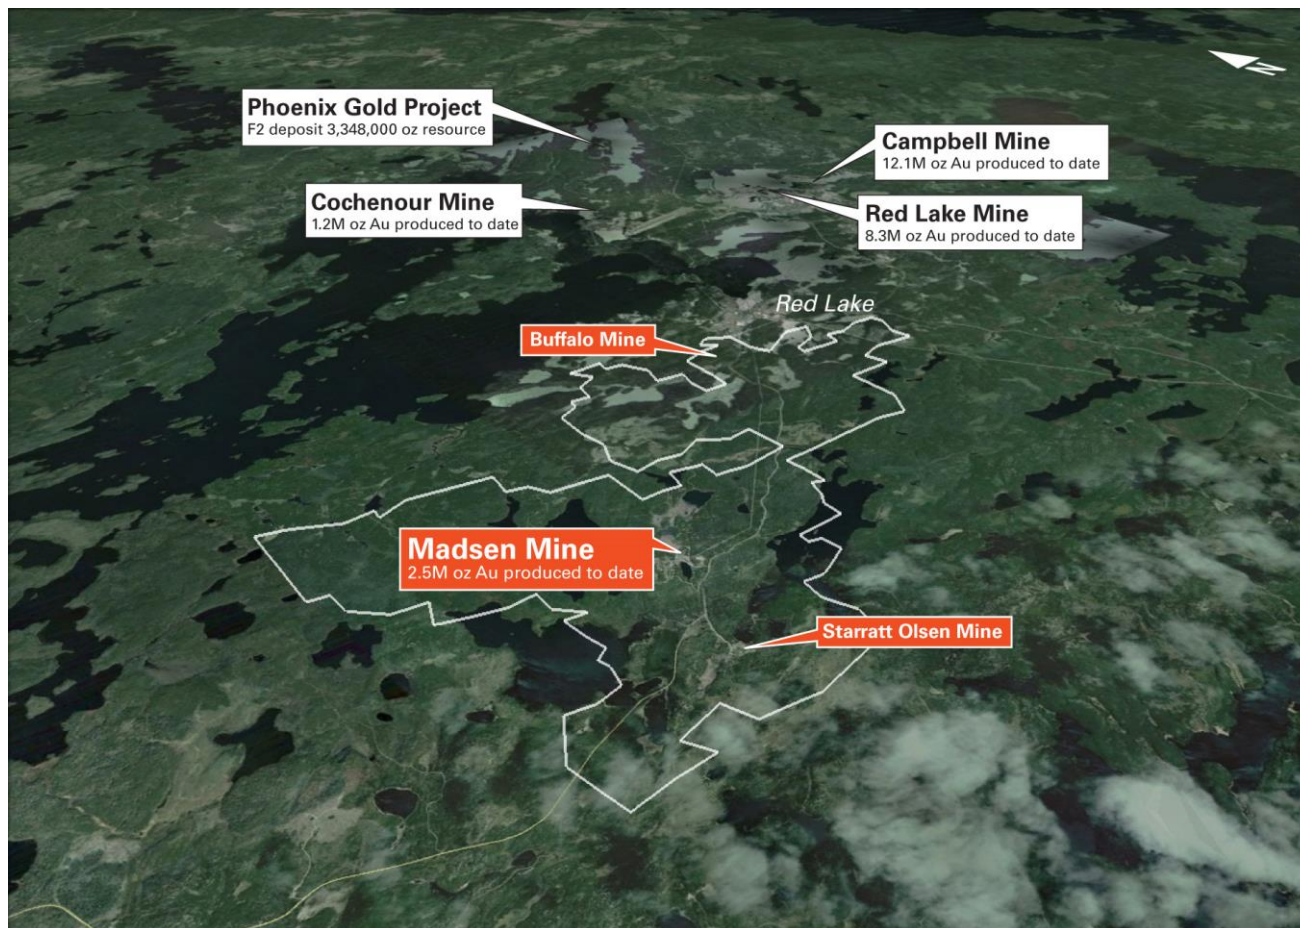 N
Phoenix Gold Project
F2 deposit 3,348,000 oz resource
Campbell Mine
12.1M oz Au produced to date
Cochenour Mine
1.2M oz Au produced to date
Red Lake Mine
8.3M oz Au produced to date
Red Lake
Buffalo Mine
Madsen Mine
2.5M oz Au produced to date
Starratt Olsen Mine